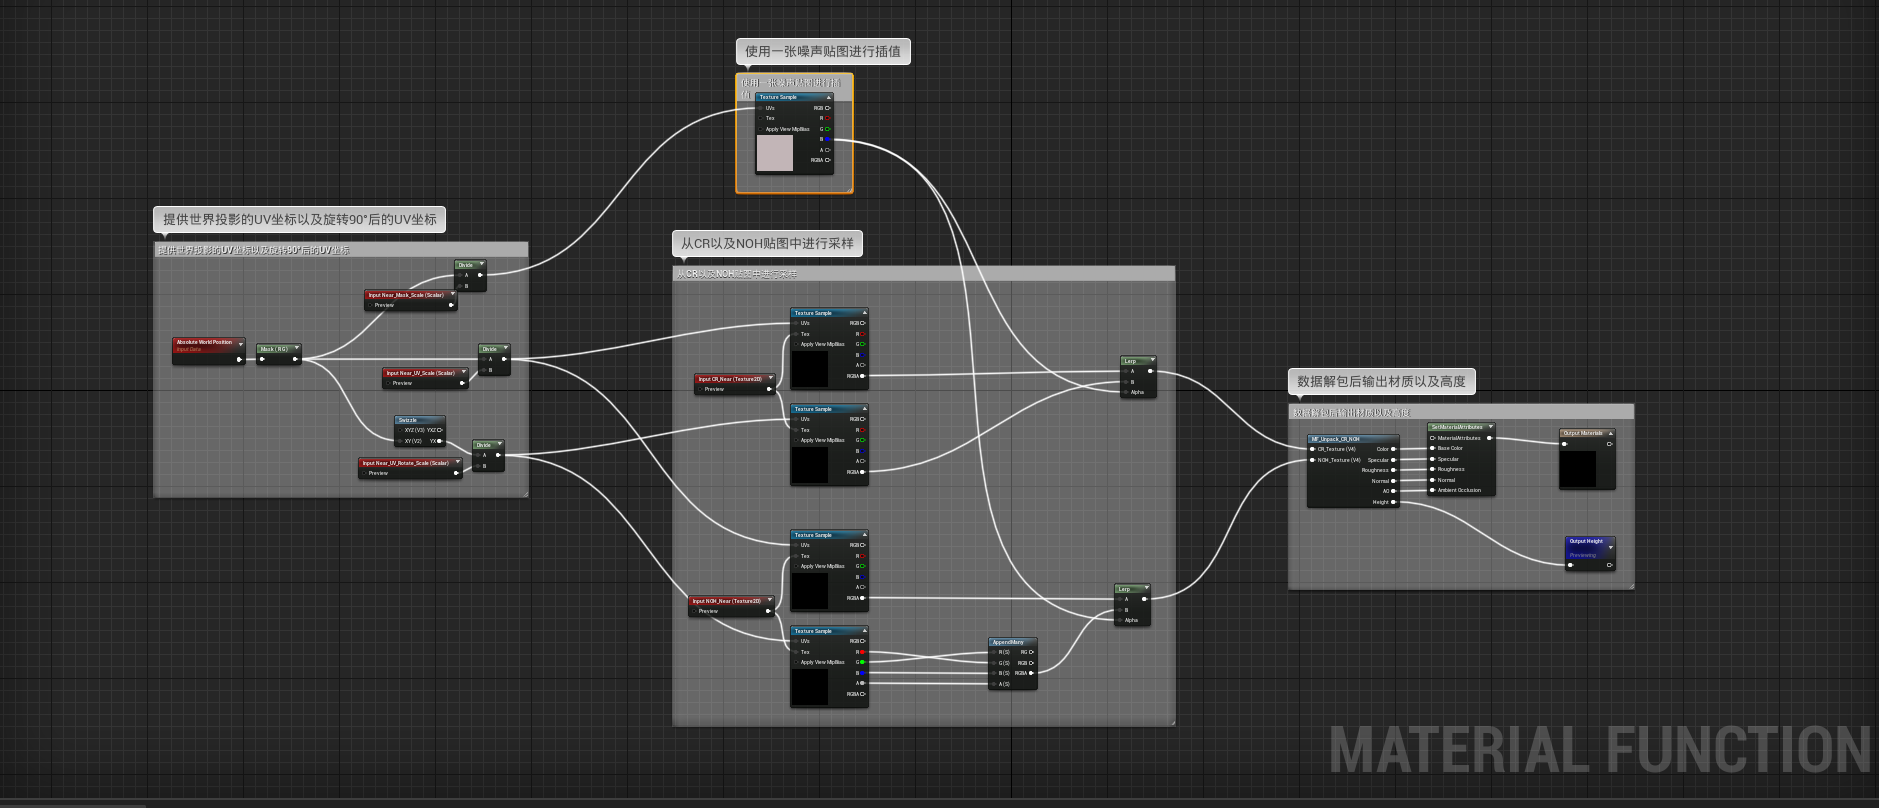 使用一张噪声贴图进行插值
使用一张噪声贴图进行插
值
Texture Sample
UVs
RGB
Tex
R
Apply View MipBias
G
B
A
RGBA
提供世界投影的UV坐标以及旋转90°后的UV坐标
提供世界投影的UV坐标以及旋转90°后的UV坐标
Divide
A
B
Input Near_Mask_Scale (Scalar)
Preview
Absolute World Position
Input Data
Mask ( R G )
Divide
A
B
Input Near_UV_Scale (Scalar)
Preview
Swizzle
XYZ (V3) YXZ
XY (V2) YX
Divide
A
B
Input Near_UV_Rotate_Scale (Scalar)
Preview
从CR以及NOH贴图中进行采样
从CR以及NOH贴图中进行采样
Texture Sample
UVs
RGB
Tex
R
Apply View MipBias
G
B
A
RGBA
Input CR_Near (Texture2D)
Preview
Texture Sample
UVs
RGB
Tex
R
Apply View MipBias
G
B
A
RGBA
Lerp
A
B
Alpha
Texture Sample
UVs
RGB
Tex
R
Apply View MipBias
G
B
A
RGBA
Input NOH_Near (Texture2D)
Preview
Texture Sample
UVs
RGB
Tex
R
Apply View MipBias
G
B
A
RGBA
AppendMany
R (S) RG
G (S) RGB
B (S) RGBA
A (S)
Lerp
A
B
Alpha
数据解包后输出材质以及高度
数据解包后输出材质以及高度
MF_Unpack_CR_NOH
CR_Texture (V4) Color
NOH_Texture (V4) Specular
Roughness
Normal
AO
Height
SetMaterialAttributes
MaterialAttributes
Base Color
Specular
Roughness
Normal
Ambient Occlusion
Output Materials
Output Height
Previewing
MATERIAL FUNCTION